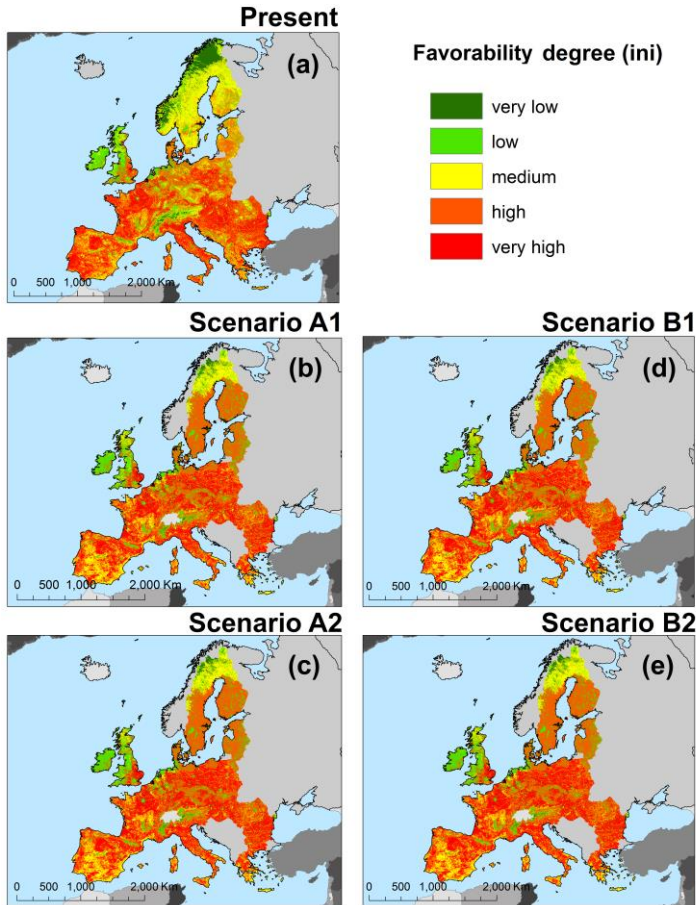 Present
(a)
0 500 1,000 2,000 Km
Favorability degree (ini)
very low
low
medium
high
very high
Scenario A1
(b)
0 500 1,000 2,000 Km
Scenario B1
(d)
0 500 1,000 2,000 Km
Scenario A2
(c)
0 500 1,000 2,000 Km
Scenario B2
(e)
0 500 1,000 2,000 Km